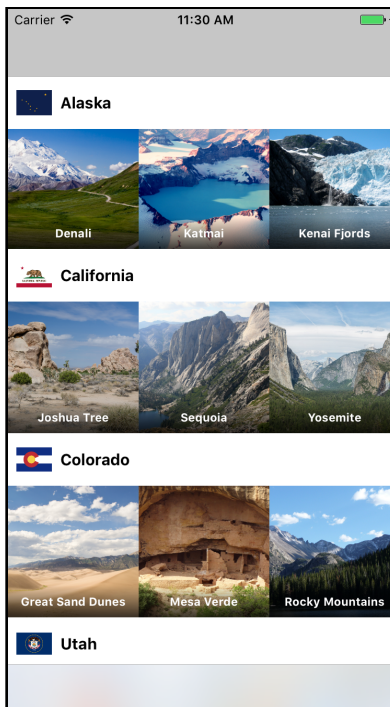 Carrier 11:30 AM
Alaska
Denali Katmai Kenai Fjords
California
Joshua Tree Sequoia Yosemite
Colorado
Great Sand Dunes Mesa Verde Rocky Mountains
Utah